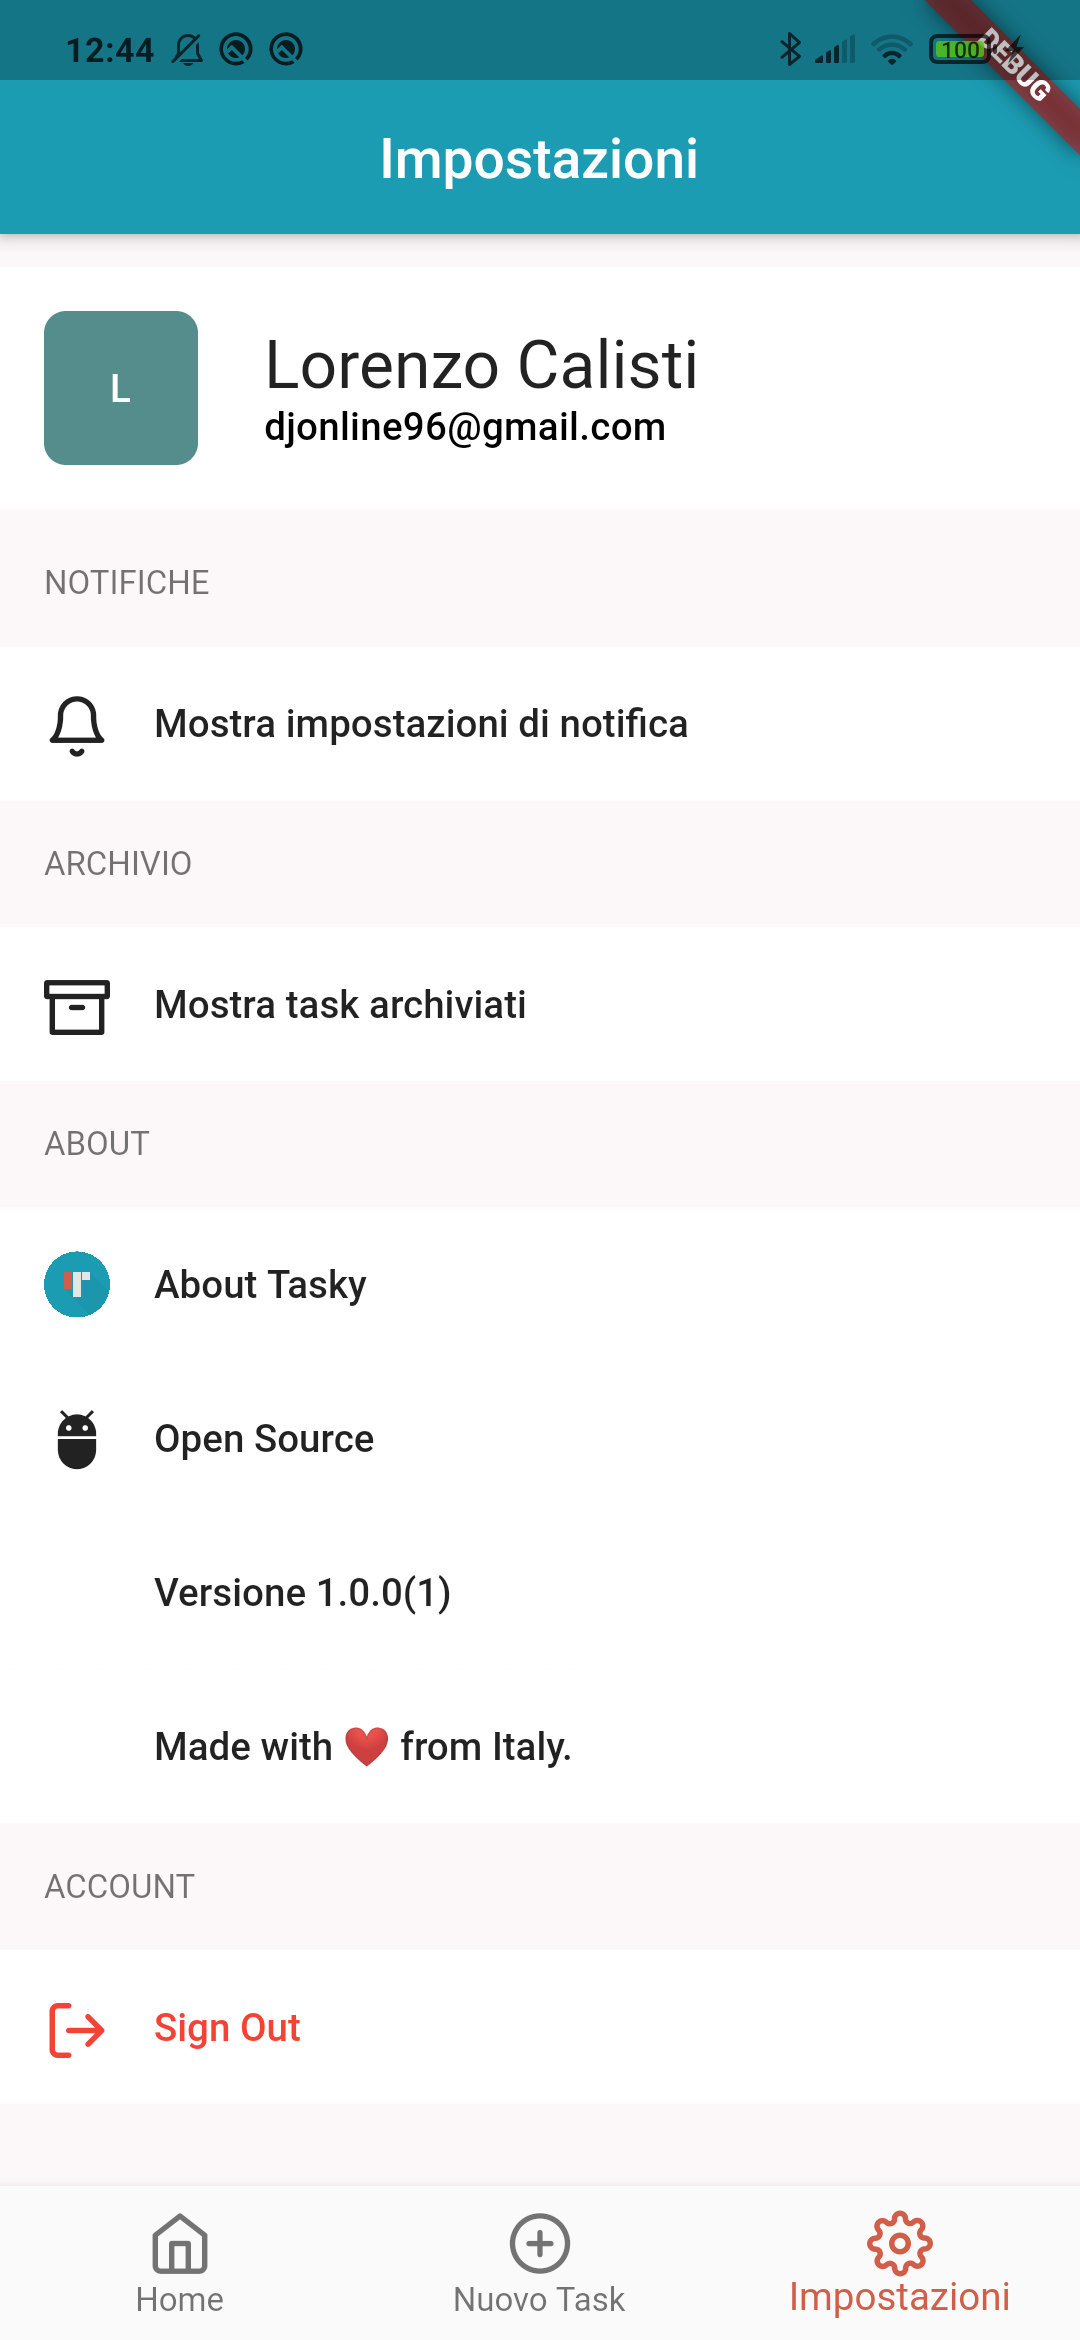 12:44
100
DEBUG
Impostazioni
L
Lorenzo Calisti
djonline96@gmail.com
NOTIFICHE
Mostra impostazioni di notifica
ARCHIVIO
Mostra task archiviati
ABOUT
About Tasky
Open Source
Versione 1.0.0(1)
Made with ❤️ from Italy.
ACCOUNT
Sign Out
Home
Nuovo Task
Impostazioni